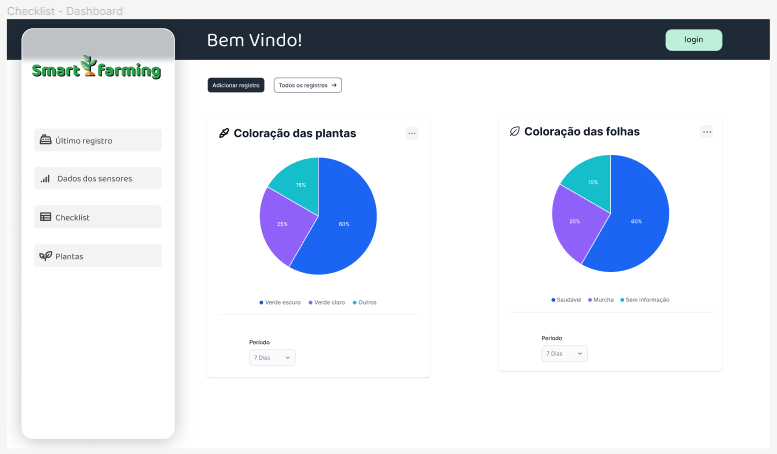 Checklist - Dashboard
Bem Vindo!
login
Smart farming
Adicionar registro
Todos os registros →
Último registro
Dados dos sensores
Checklist
Plantas
Coloração das plantas
...
15%
25%
60%
Verde escuro Verde claro Outros
Período
7 Dias
Coloração das folhas
...
15%
25%
60%
Saudável Murcha Sem informação
Período
7 Dias